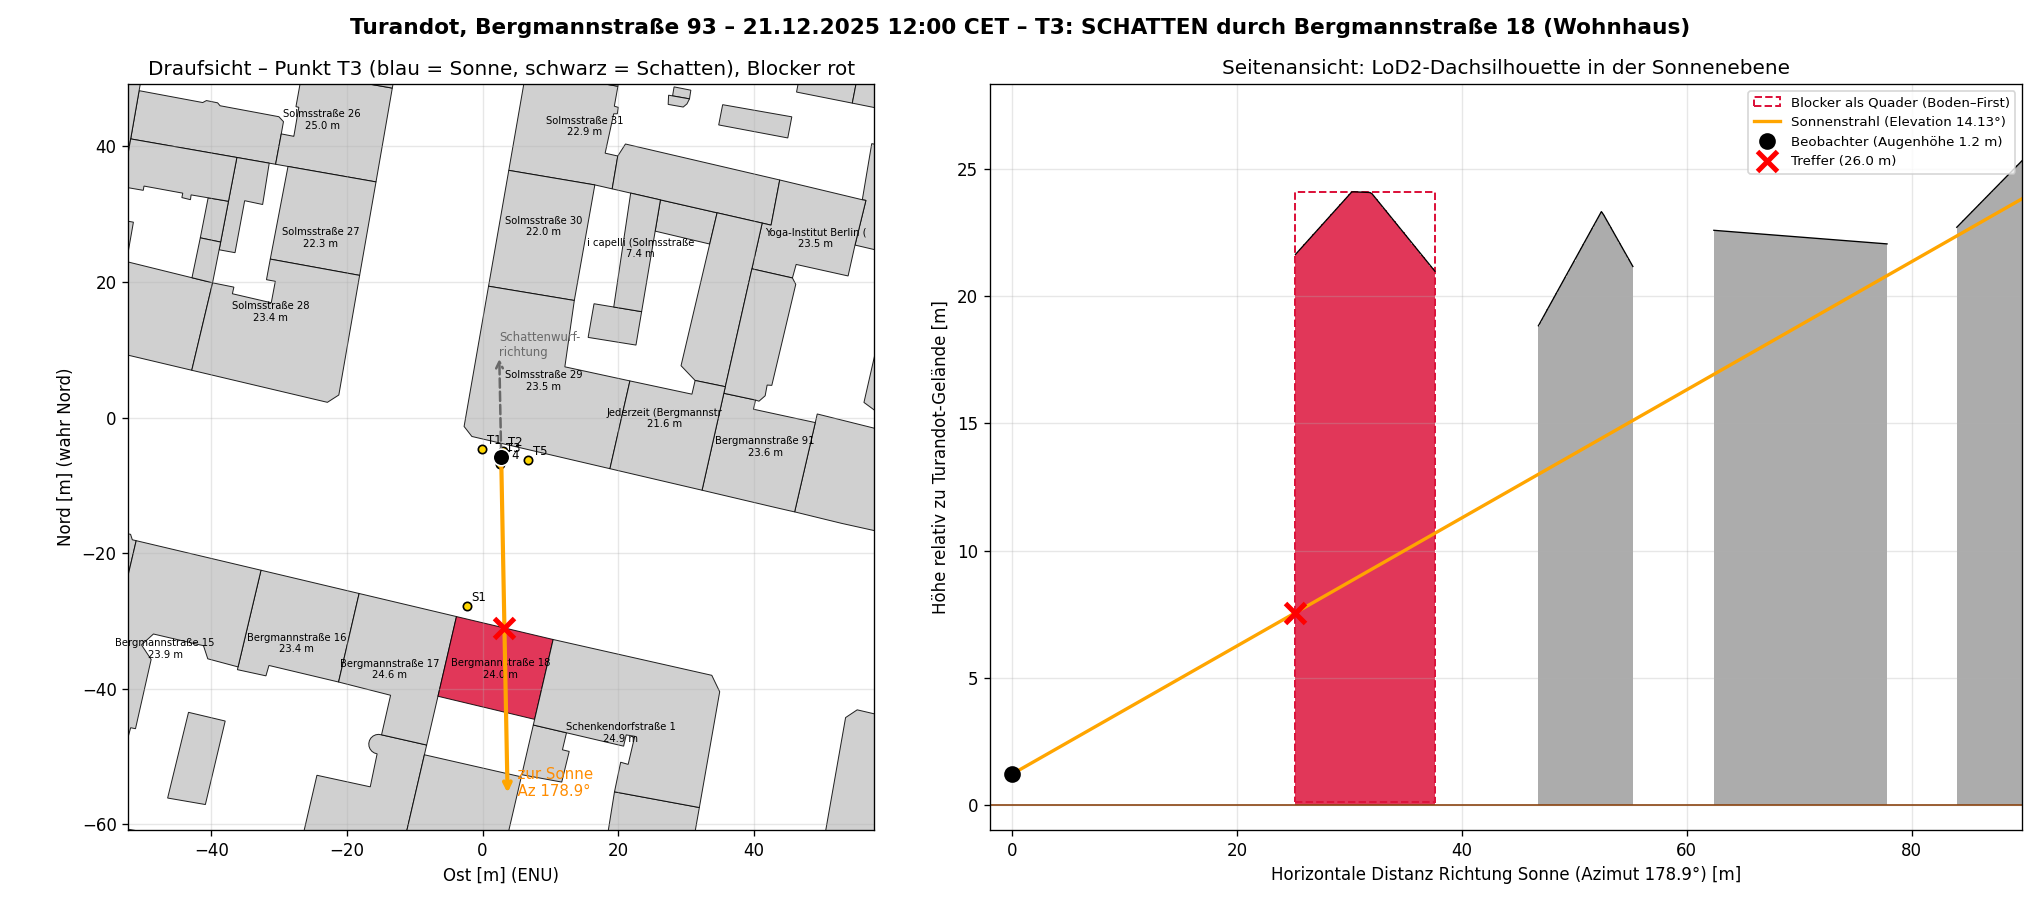 Turandot, Bergmannstraße 93 – 21.12.2025 12:00 CET – T3: SCHATTEN durch Bergmannstraße 18 (Wohnhaus)
Draufsicht – Punkt T3 (blau = Sonne, schwarz = Schatten), Blocker rot
Solmsstraße 26
25.0 m
Solmsstraße 31
22.9 m
Solmsstraße 27
22.3 m
Solmsstraße 30
22.0 m
i capelli (Solmsstraße
7.4 m
Yoga-Institut Berlin (
23.5 m
Solmsstraße 28
23.4 m
Schattenwurf-
richtung
Solmsstraße 29
23.5 m
Jederzeit (Bergmannstr
21.6 m
Bergmannstraße 91
23.6 m
T1
T2
T3
4
T5
S1
Bergmannstraße 15
23.9 m
Bergmannstraße 16
23.4 m
Bergmannstraße 17
24.6 m
Bergmannstraße 18
24.0 m
Schenkendorfstraße 1
24.9 m
zur Sonne
Az 178.9°
40
20
0
−20
−40
−60
−40
−20
0
20
40
Nord [m] (wahr Nord)
Ost [m] (ENU)
Seitenansicht: LoD2-Dachsilhouette in der Sonnenebene
Blocker als Quader (Boden–First)
Sonnenstrahl (Elevation 14.13°)
Beobachter (Augenhöhe 1.2 m)
Treffer (26.0 m)
25
20
15
10
5
0
0
20
40
60
80
Höhe relativ zu Turandot-Gelände [m]
Horizontale Distanz Richtung Sonne (Azimut 178.9°) [m]